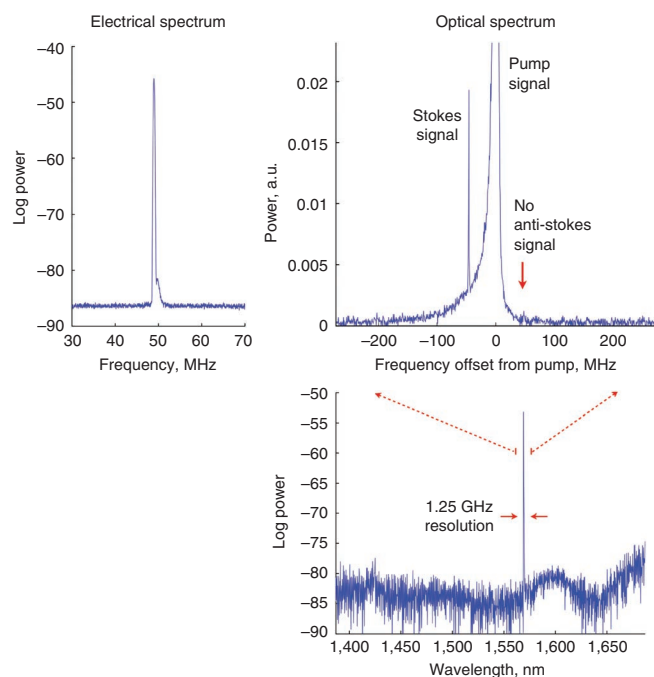 Electrical spectrum
–40
–50
–60
–70
–80
–90
Log power
30 40 50 60 70
Frequency, MHz
Optical spectrum
0.02
0.015
0.01
0.005
0
Power, a.u.
Pump
signal
Stokes
signal
No
anti-stokes
signal
–200 –100 0 100 200
Frequency offset from pump, MHz
–50
–55
–60
–65
–70
–75
–80
–85
–90
Log power
1.25 GHz
resolution
1,400 1,450 1,500 1,550 1,600 1,650
Wavelength, nm